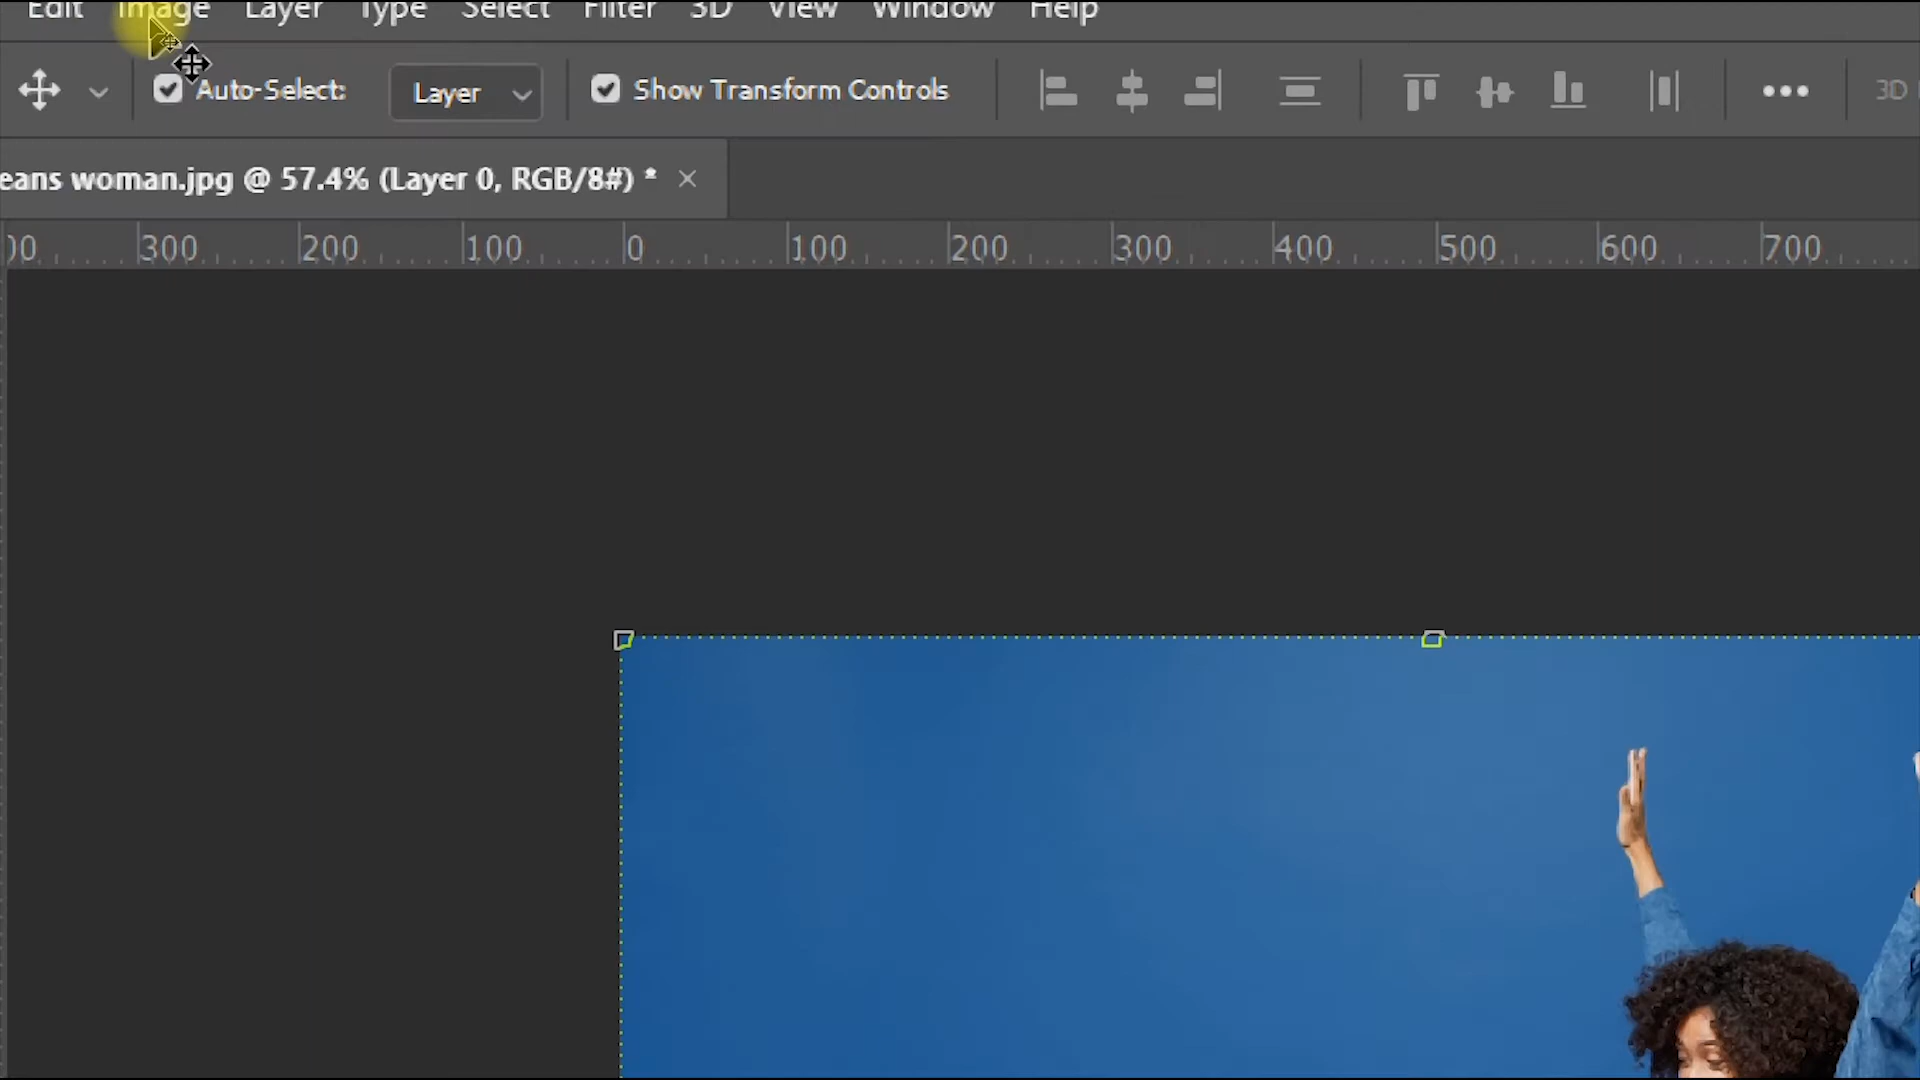 Edit Image Layer Type Select Filter 3D View Window Help
Auto-Select: Layer Show Transform Controls 3D
eans woman.jpg @ 57.4% (Layer 0, RGB/8#) * ×
00 300 200 100 0 100 200 300 400 500 600 700